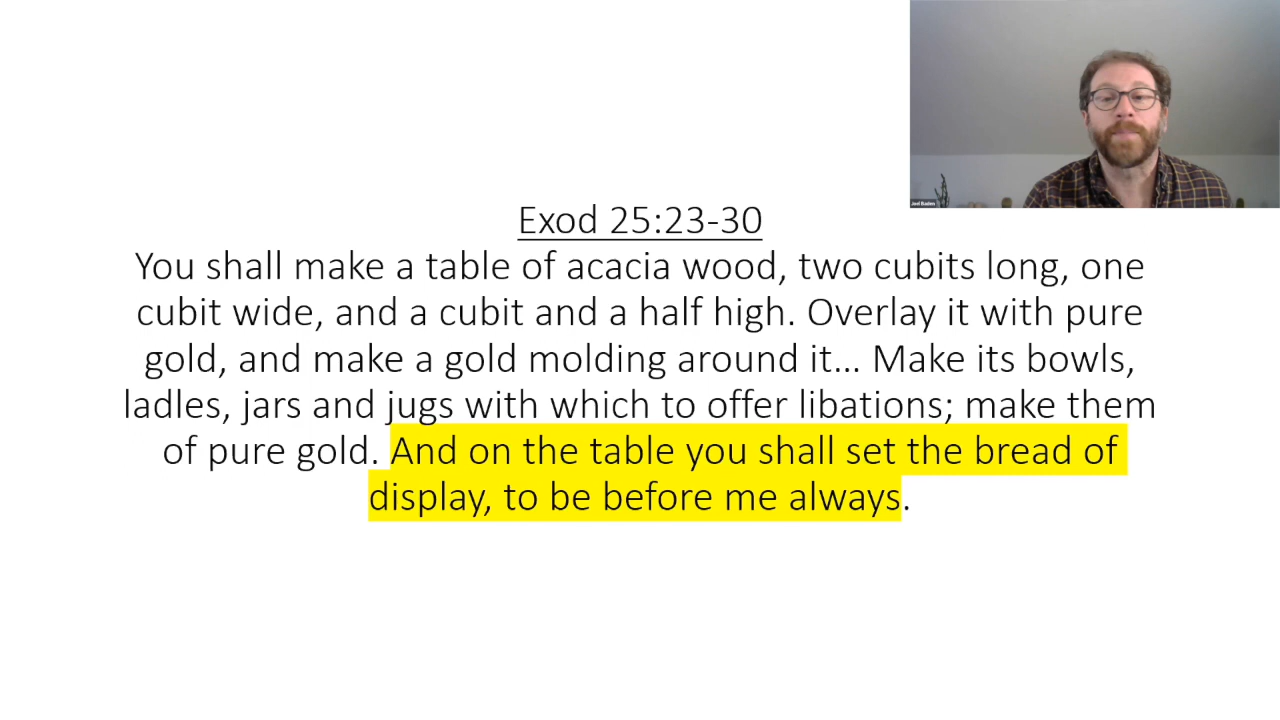 Exod 25:23-30
You shall make a table of acacia wood, two cubits long, one
cubit wide, and a cubit and a half high. Overlay it with pure
gold, and make a gold molding around it... Make its bowls,
ladles, jars and jugs with which to offer libations; make them
of pure gold. And on the table you shall set the bread of
display, to be before me always.
Joel Baden